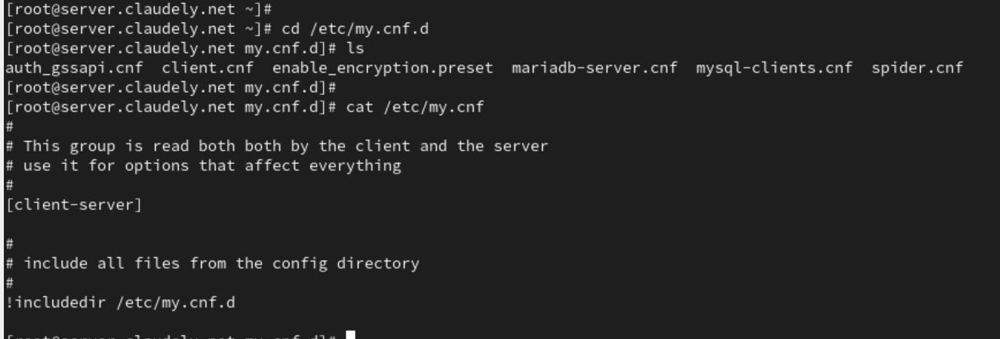 [root@server.claudely.net ~]#
[root@server.claudely.net ~]# cd /etc/my.cnf.d
[root@server.claudely.net my.cnf.d]# ls
auth_gssapi.cnf  client.cnf  enable_encryption.preset  mariadb-server.cnf  mysql-clients.cnf  spider.cnf
[root@server.claudely.net my.cnf.d]#
[root@server.claudely.net my.cnf.d]# cat /etc/my.cnf
#
# This group is read both both by the client and the server
# use it for options that affect everything
#
[client-server]

#
# include all files from the config directory
#
!includedir /etc/my.cnf.d

[root@server.claudely.net my.cnf.d]#